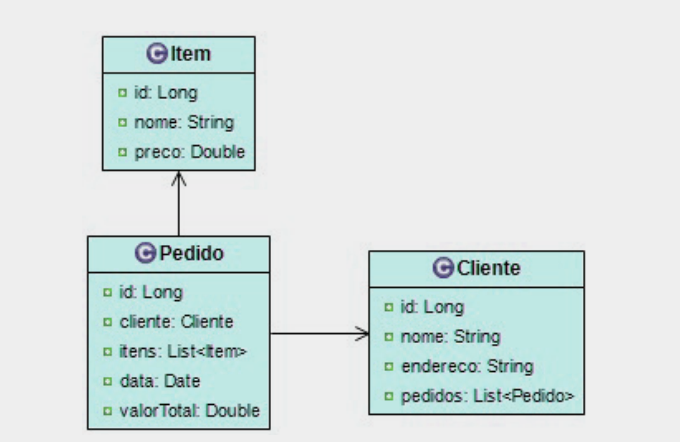 C Item
id: Long
nome: String
preco: Double
C Pedido
id: Long
cliente: Cliente
itens: List<Item>
data: Date
valorTotal: Double
C Cliente
id: Long
nome: String
endereco: String
pedidos: List<Pedido>